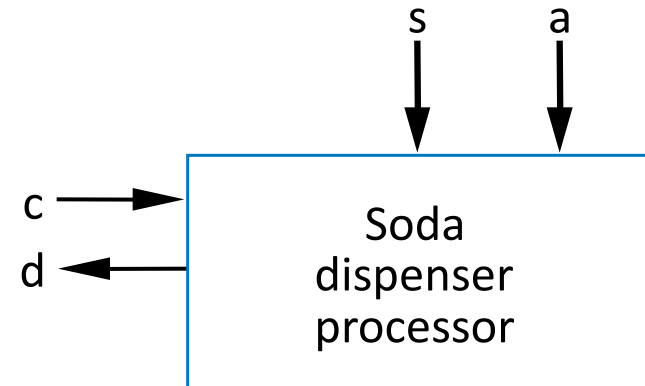 s a
c
d
Soda
dispenser
processor